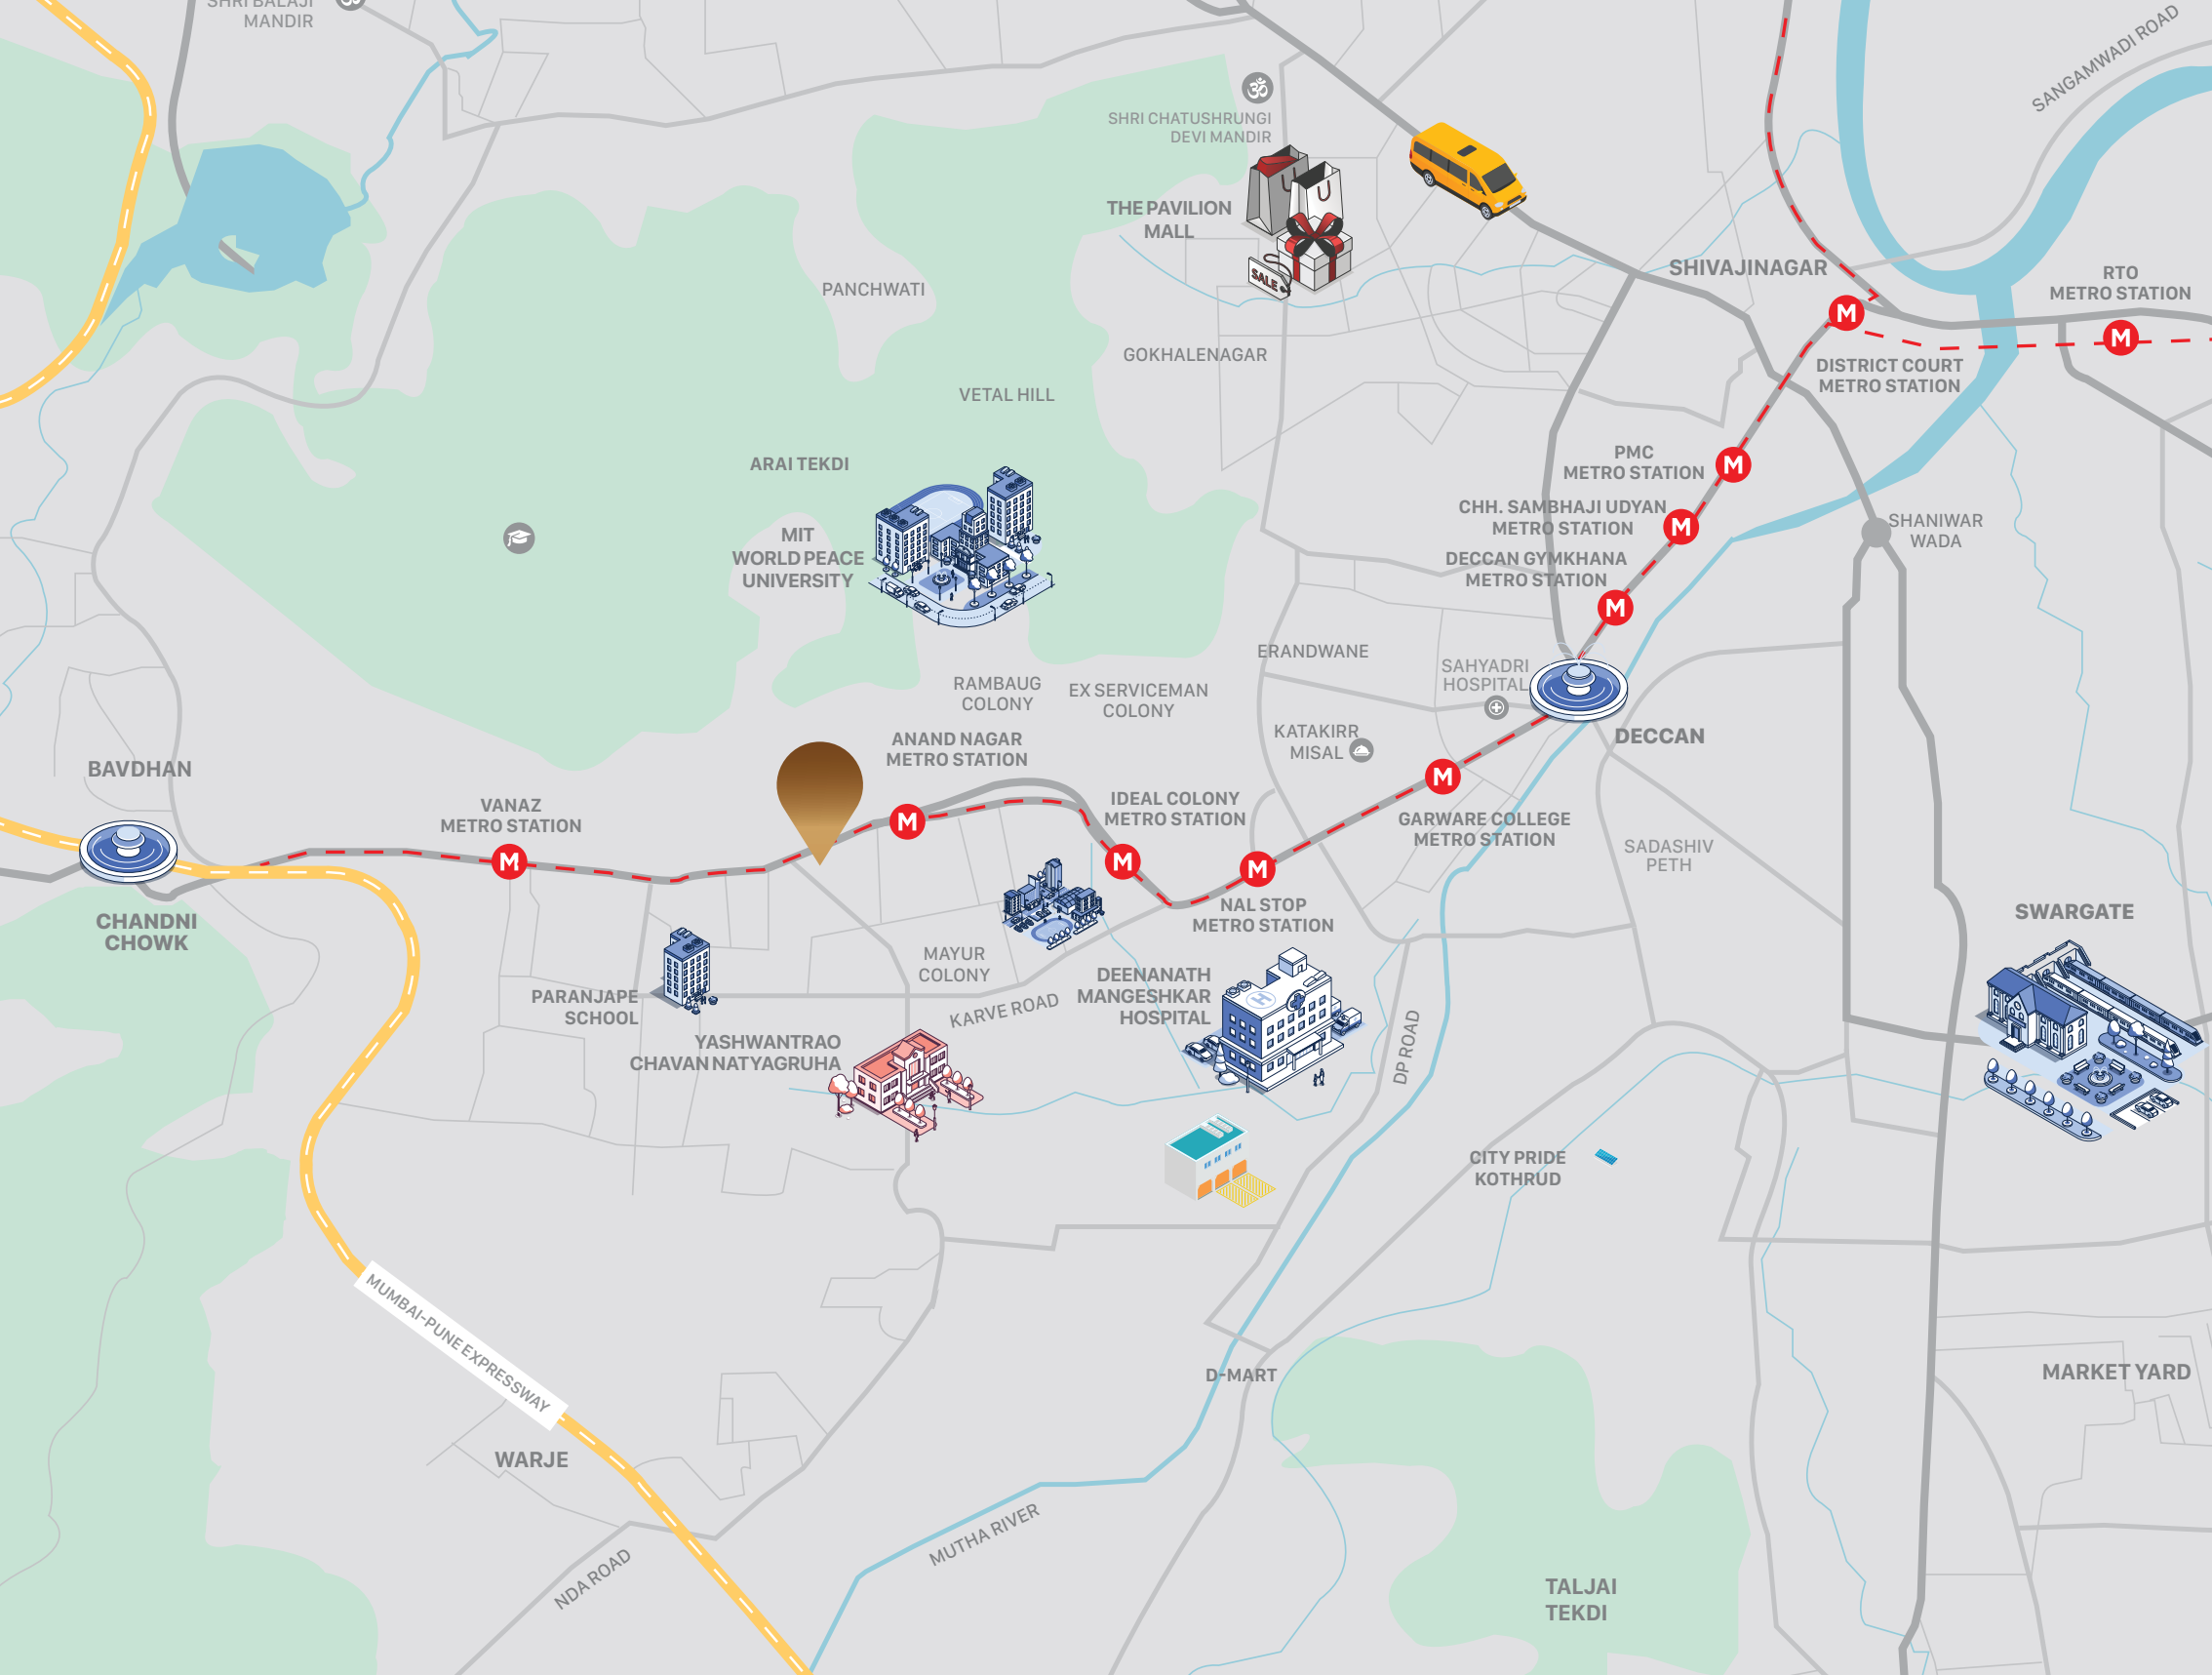 SHRI BALAJI
MANDIR
SANGAMWADI ROAD
SHRI CHATUSHRUNGI
DEVI MANDIR
THE PAVILION
MALL
SALE
SHIVAJINAGAR
RTO
METRO STATION
M
M
PANCHWATI
GOKHALENAGAR
DISTRICT COURT
METRO STATION
VETAL HILL
ARAI TEKDI
PMC
METRO STATION
M
CHH. SAMBHAJI UDYAN
METRO STATION
M
SHANIWAR
WADA
MIT
WORLD PEACE
UNIVERSITY
DECCAN GYMKHANA
METRO STATION
M
ERANDWANE
SAHYADRI
HOSPITAL
RAMBAUG
COLONY
EX SERVICEMAN
COLONY
KATAKIRR
MISAL
DECCAN
ANAND NAGAR
METRO STATION
M
BAVDHAN
VANAZ
METRO STATION
M
IDEAL COLONY
METRO STATION
M
M
GARWARE COLLEGE
METRO STATION
M
NAL STOP
METRO STATION
SADASHIV
PETH
CHANDNI
CHOWK
SWARGATE
MAYUR
COLONY
PARANJAPE
SCHOOL
KARVE ROAD
DEENANATH
MANGESHKAR
HOSPITAL
H
DP ROAD
YASHWANTRAO
CHAVAN NATYAGRUHA
CITY PRIDE
KOTHRUD
MUMBAI-PUNE EXPRESSWAY
D-MART
MARKET YARD
WARJE
MUTHA RIVER
NDA ROAD
TALJAI
TEKDI